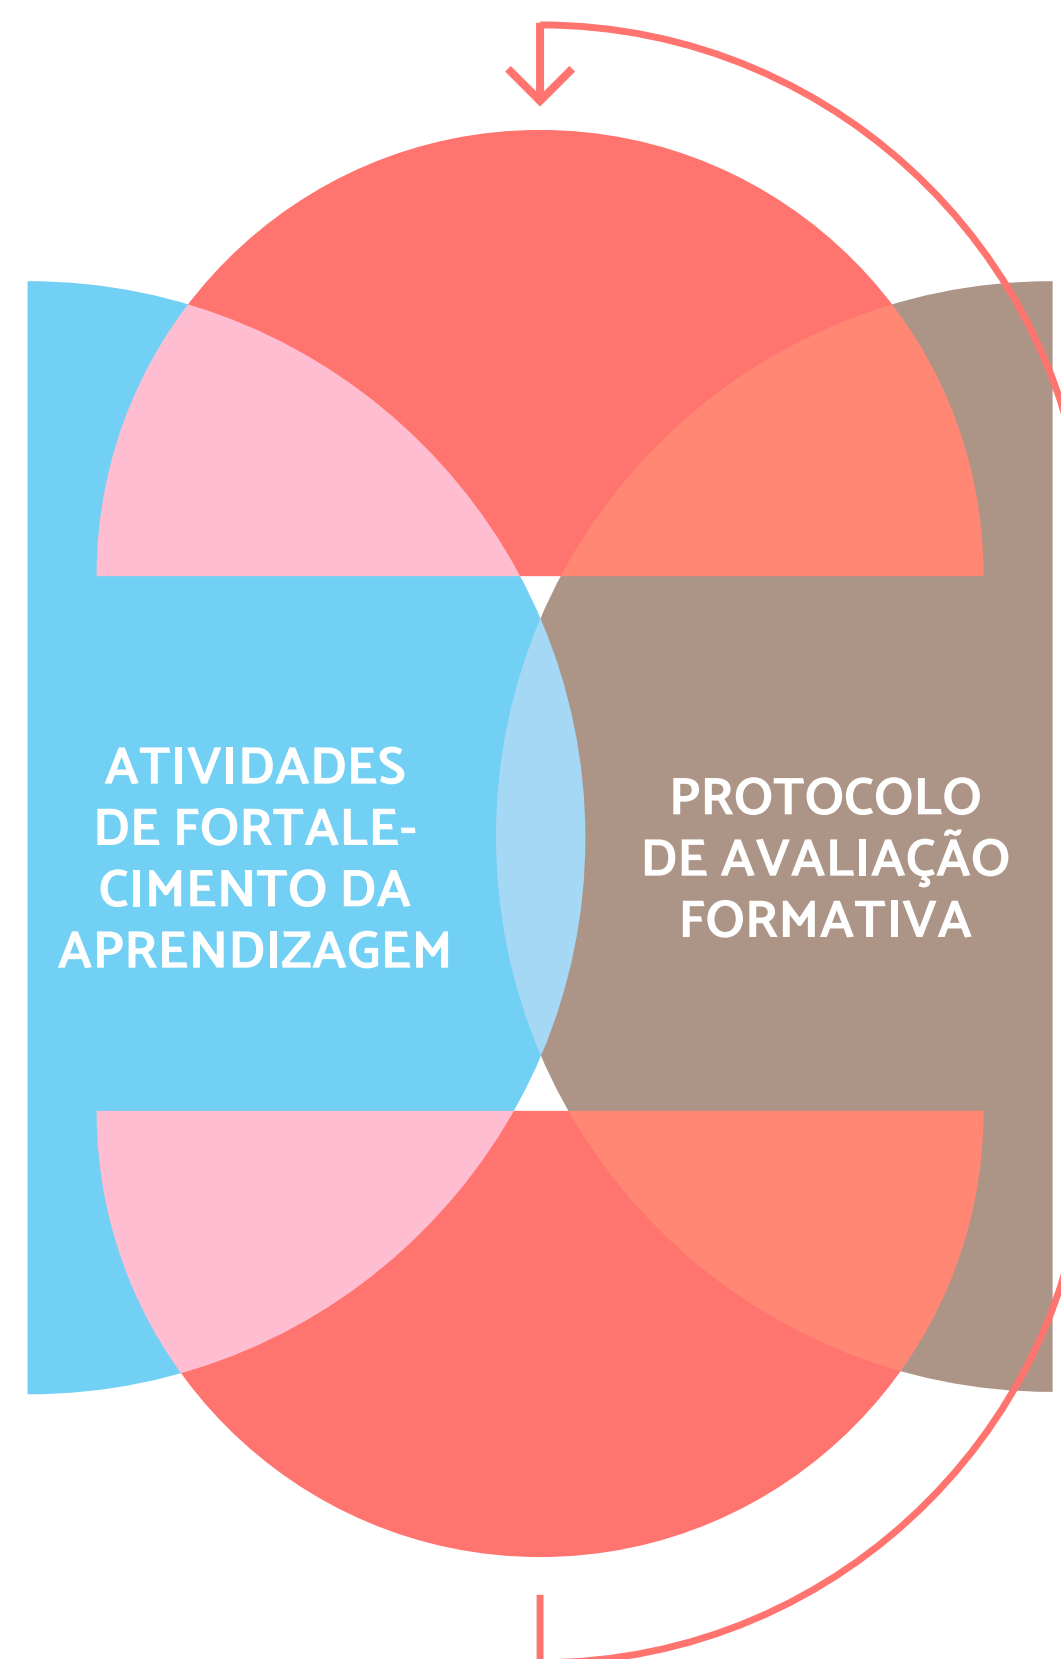 ATIVIDADES
DE FORTALE-
CIMENTO DA
APRENDIZAGEM
PROTOCOLO
DE AVALIAÇÃO
FORMATIVA